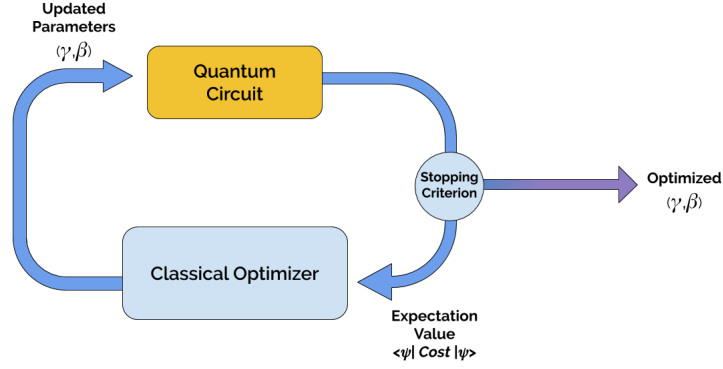 Updated
Parameters
(γ,β)
Quantum
Circuit
Stopping
Criterion
Optimized
(γ,β)
Classical Optimizer
Expectation
Value
<ψ| Cost |ψ>